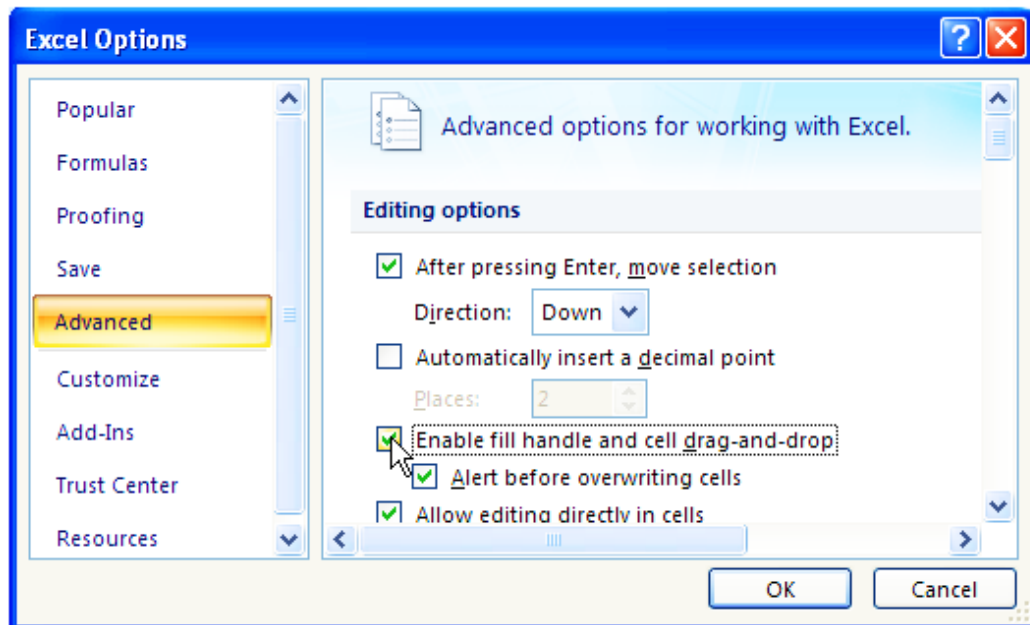 Excel Options
Popular
Formulas
Proofing
Save
Advanced
Customize
Add-Ins
Trust Center
Resources
Advanced options for working with Excel.
Editing options
After pressing Enter, move selection
Direction: Down
Automatically insert a decimal point
Places: 2
Enable fill handle and cell drag-and-drop
Alert before overwriting cells
Allow editing directly in cells
OK Cancel